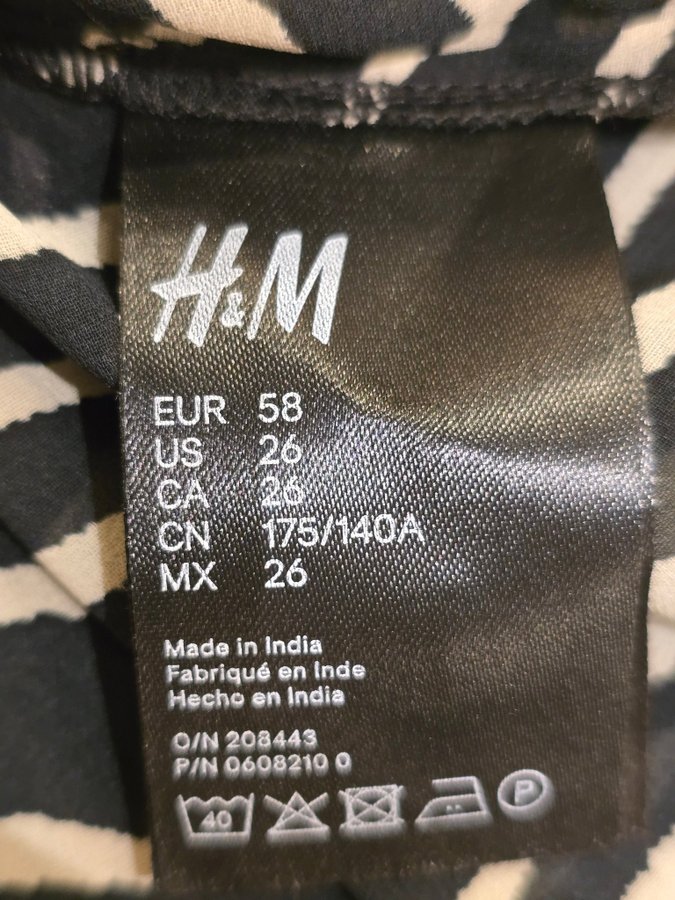 H&M
EUR 58
US 26
CA 26
CN 175/140A
MX 26
Made in India
Fabriqué en Inde
Hecho en India
O/N 208443
P/N 0608210 0
40 P